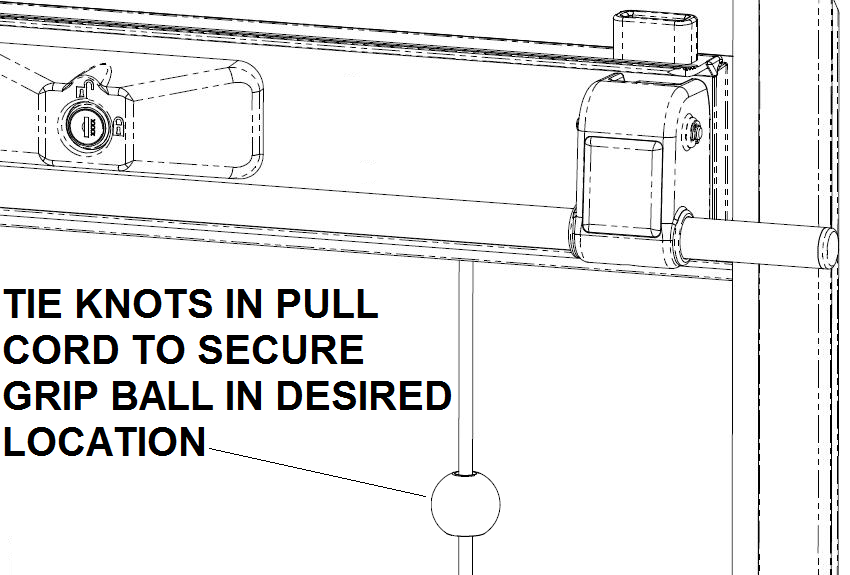 TIE KNOTS IN PULL
CORD TO SECURE
GRIP BALL IN DESIRED
LOCATION